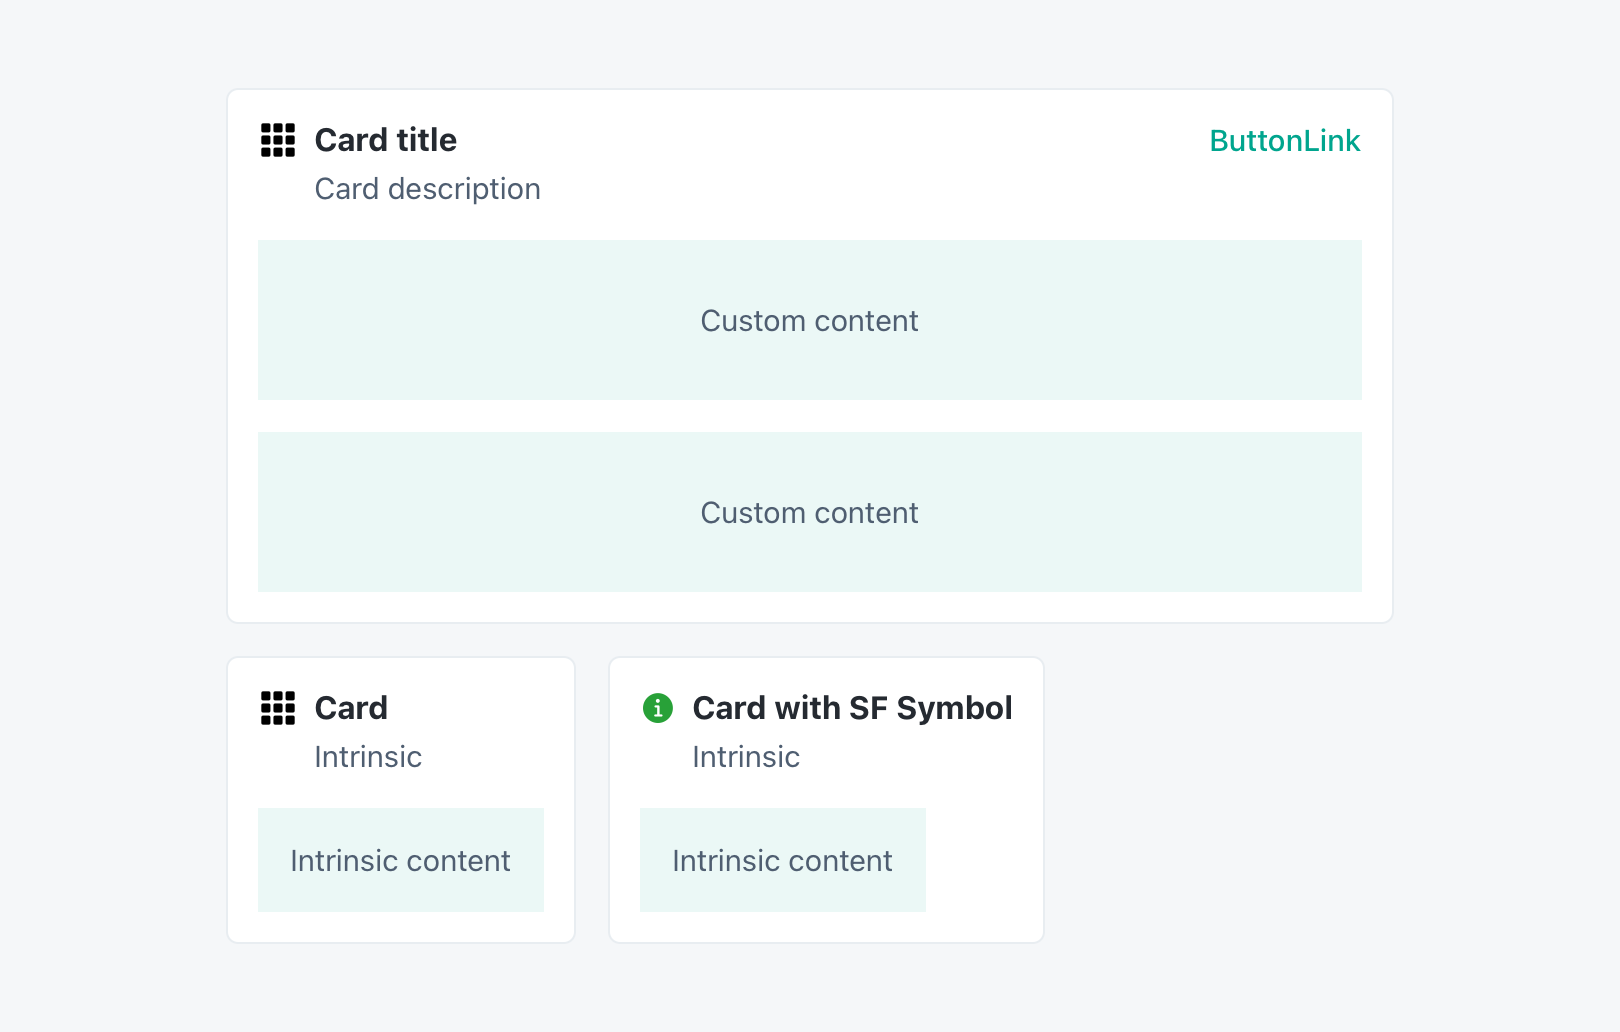 Card title
ButtonLink
Card description
Custom content
Custom content
Card
Intrinsic
Intrinsic content
Card with SF Symbol
Intrinsic
Intrinsic content